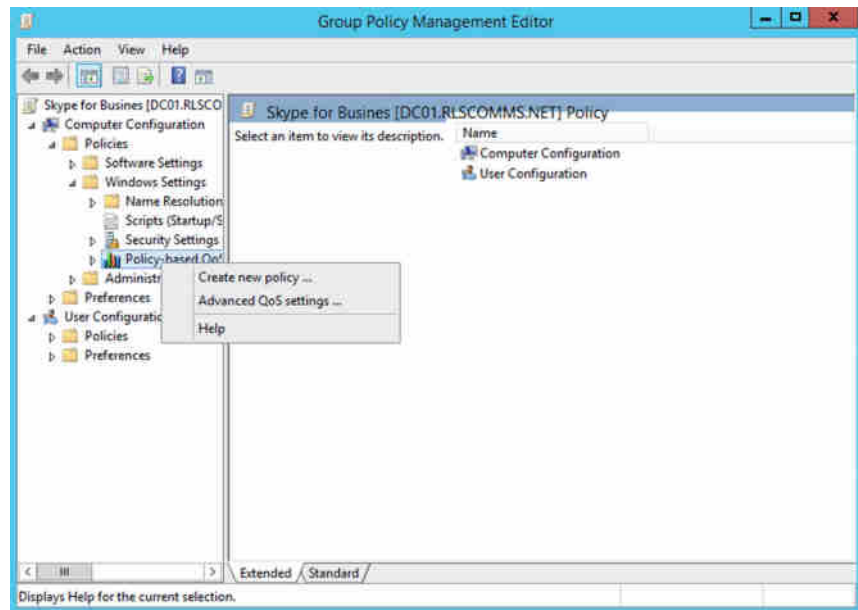 Group Policy Management Editor
File Action View Help
Skype for Busines [DC01.RLSCO
Computer Configuration
Policies
Software Settings
Windows Settings
Name Resolution
Scripts (Startup/S
Security Settings
Policy-based QoS
Administr
Preferences
User Configuratio
Policies
Preferences
Create new policy ...
Advanced QoS settings ...
Help
Skype for Busines [DC01.RLSCOMMS.NET] Policy
Select an item to view its description.
Name
Computer Configuration
User Configuration
Extended Standard
Displays Help for the current selection.